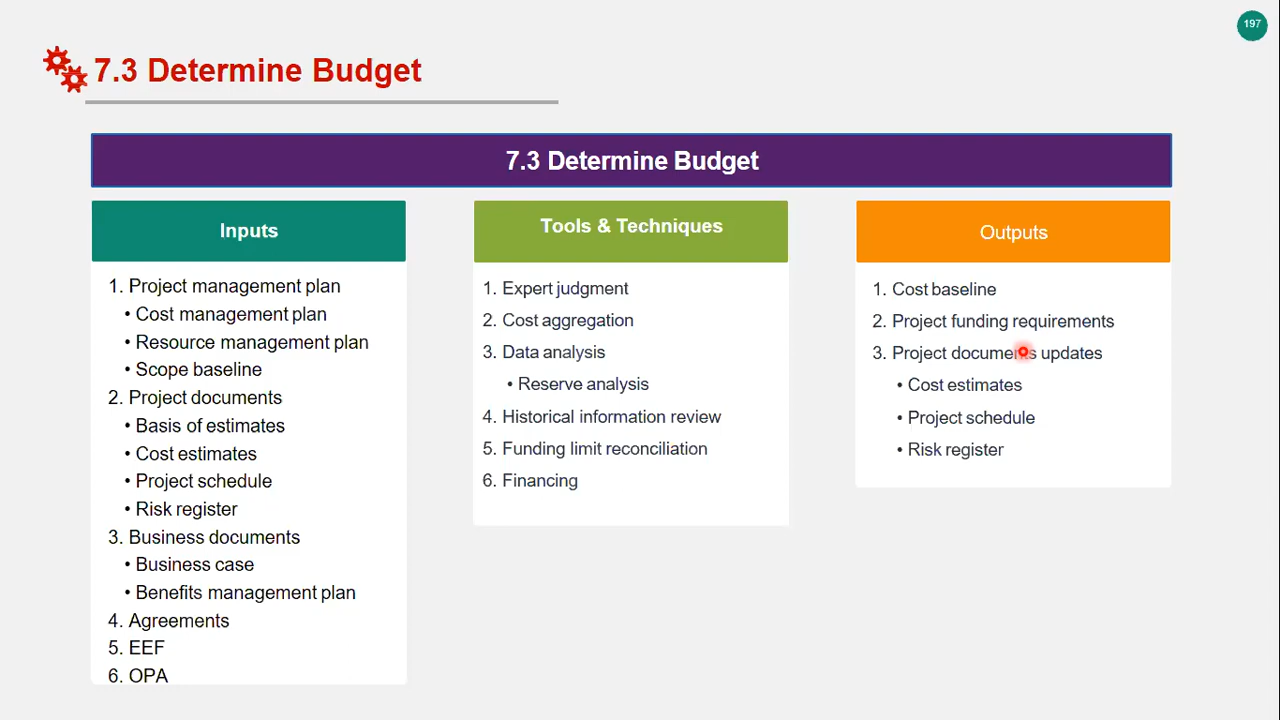 197
7.3 Determine Budget
7.3 Determine Budget
Inputs
1. Project management plan
• Cost management plan
• Resource management plan
• Scope baseline
2. Project documents
• Basis of estimates
• Cost estimates
• Project schedule
• Risk register
3. Business documents
• Business case
• Benefits management plan
4. Agreements
5. EEF
6. OPA
Tools & Techniques
1. Expert judgment
2. Cost aggregation
3. Data analysis
• Reserve analysis
4. Historical information review
5. Funding limit reconciliation
6. Financing
Outputs
1. Cost baseline
2. Project funding requirements
3. Project documents updates
• Cost estimates
• Project schedule
• Risk register